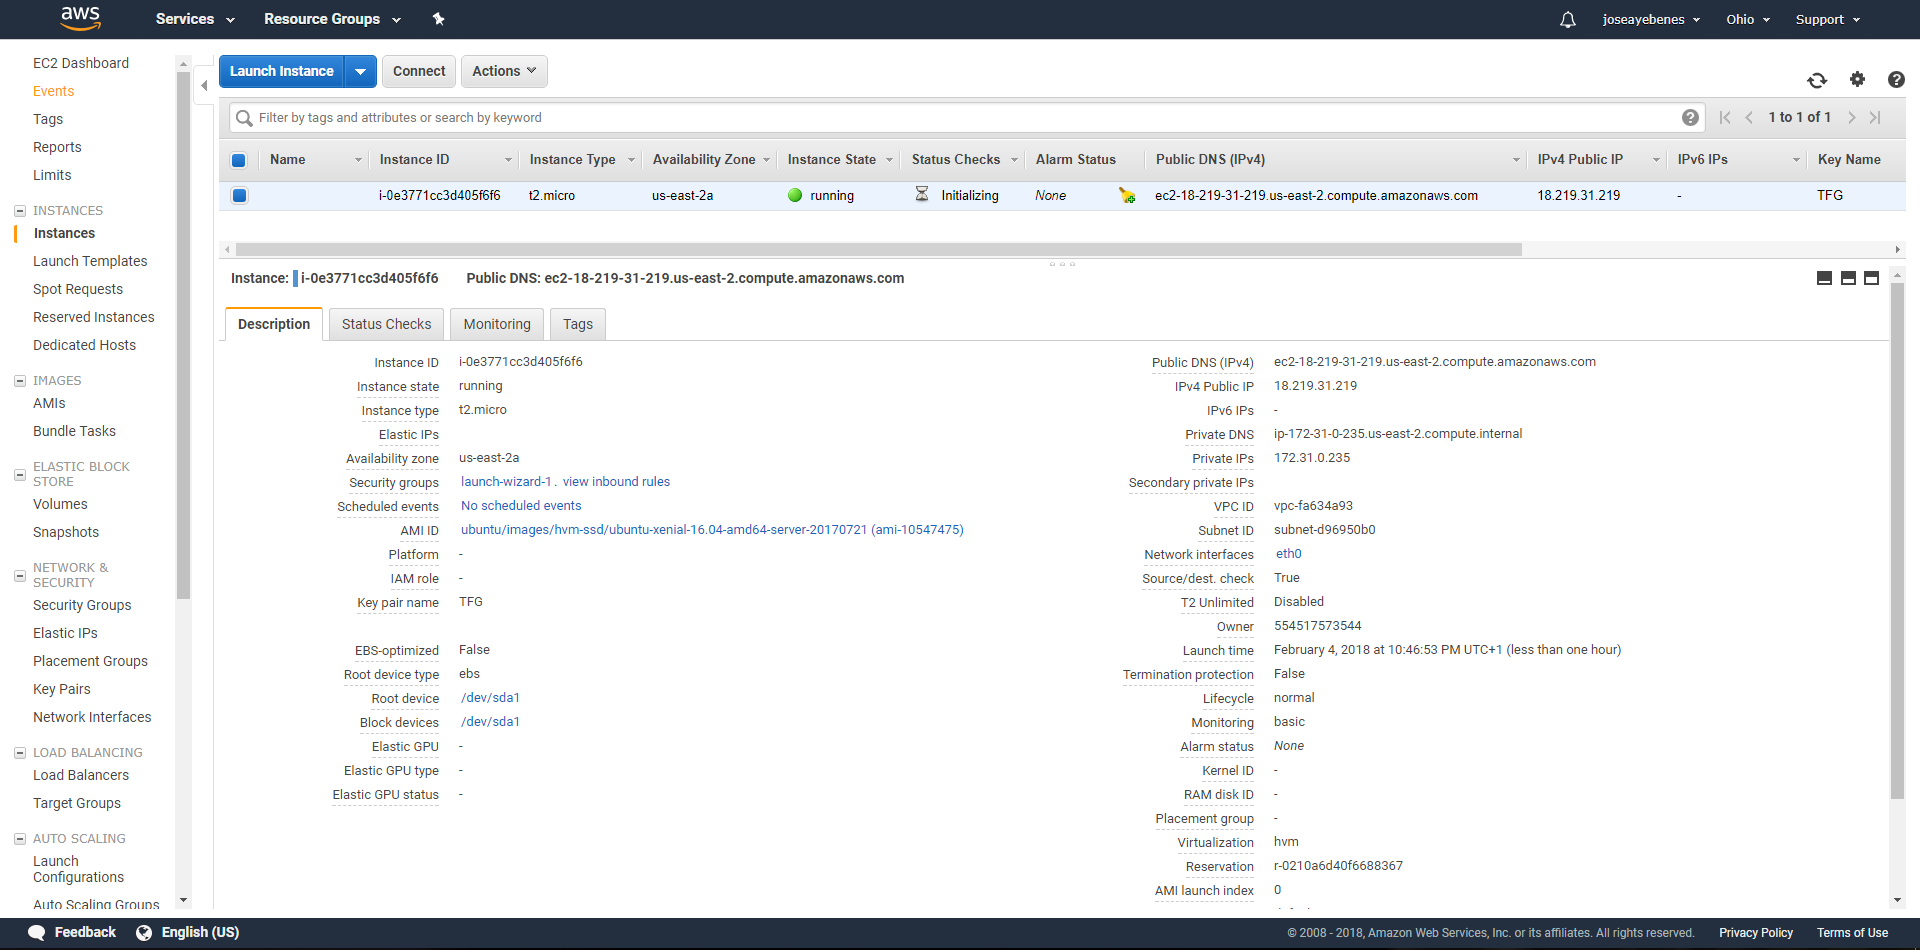 aws
Services
Resource Groups
joseayebenes
Ohio
Support
EC2 Dashboard
Events
Tags
Reports
Limits
INSTANCES
Instances
Launch Templates
Spot Requests
Reserved Instances
Dedicated Hosts
IMAGES
AMIs
Bundle Tasks
ELASTIC BLOCK
STORE
Volumes
Snapshots
NETWORK &
SECURITY
Security Groups
Elastic IPs
Placement Groups
Key Pairs
Network Interfaces
LOAD BALANCING
Load Balancers
Target Groups
AUTO SCALING
Launch
Configurations
Auto Scaling Groups
Launch Instance
Connect
Actions
Filter by tags and attributes or search by keyword
1 to 1 of 1
Name Instance ID Instance Type Availability Zone Instance State Status Checks Alarm Status Public DNS (IPv4) IPv4 Public IP IPv6 IPs Key Name
i-0e3771cc3d405f6f6 t2.micro us-east-2a running Initializing None ec2-18-219-31-219.us-east-2.compute.amazonaws.com 18.219.31.219 - TFG
Instance: i-0e3771cc3d405f6f6 Public DNS: ec2-18-219-31-219.us-east-2.compute.amazonaws.com
Description Status Checks Monitoring Tags
Instance ID i-0e3771cc3d405f6f6
Instance state running
Instance type t2.micro
Elastic IPs
Availability zone us-east-2a
Security groups launch-wizard-1. view inbound rules
Scheduled events No scheduled events
AMI ID ubuntu/images/hvm-ssd/ubuntu-xenial-16.04-amd64-server-20170721 (ami-10547475)
Platform -
IAM role -
Key pair name TFG
EBS-optimized False
Root device type ebs
Root device /dev/sda1
Block devices /dev/sda1
Elastic GPU -
Elastic GPU type -
Elastic GPU status -
Public DNS (IPv4) ec2-18-219-31-219.us-east-2.compute.amazonaws.com
IPv4 Public IP 18.219.31.219
IPv6 IPs -
Private DNS ip-172-31-0-235.us-east-2.compute.internal
Private IPs 172.31.0.235
Secondary private IPs
VPC ID vpc-fa634a93
Subnet ID subnet-d96950b0
Network interfaces eth0
Source/dest. check True
T2 Unlimited Disabled
Owner 554517573544
Launch time February 4, 2018 at 10:46:53 PM UTC+1 (less than one hour)
Termination protection False
Lifecycle normal
Monitoring basic
Alarm status None
Kernel ID -
RAM disk ID -
Placement group -
Virtualization hvm
Reservation r-0210a6d40f6688367
AMI launch index 0
Feedback
English (US)
© 2008 - 2018, Amazon Web Services, Inc. or its affiliates. All rights reserved.
Privacy Policy
Terms of Use